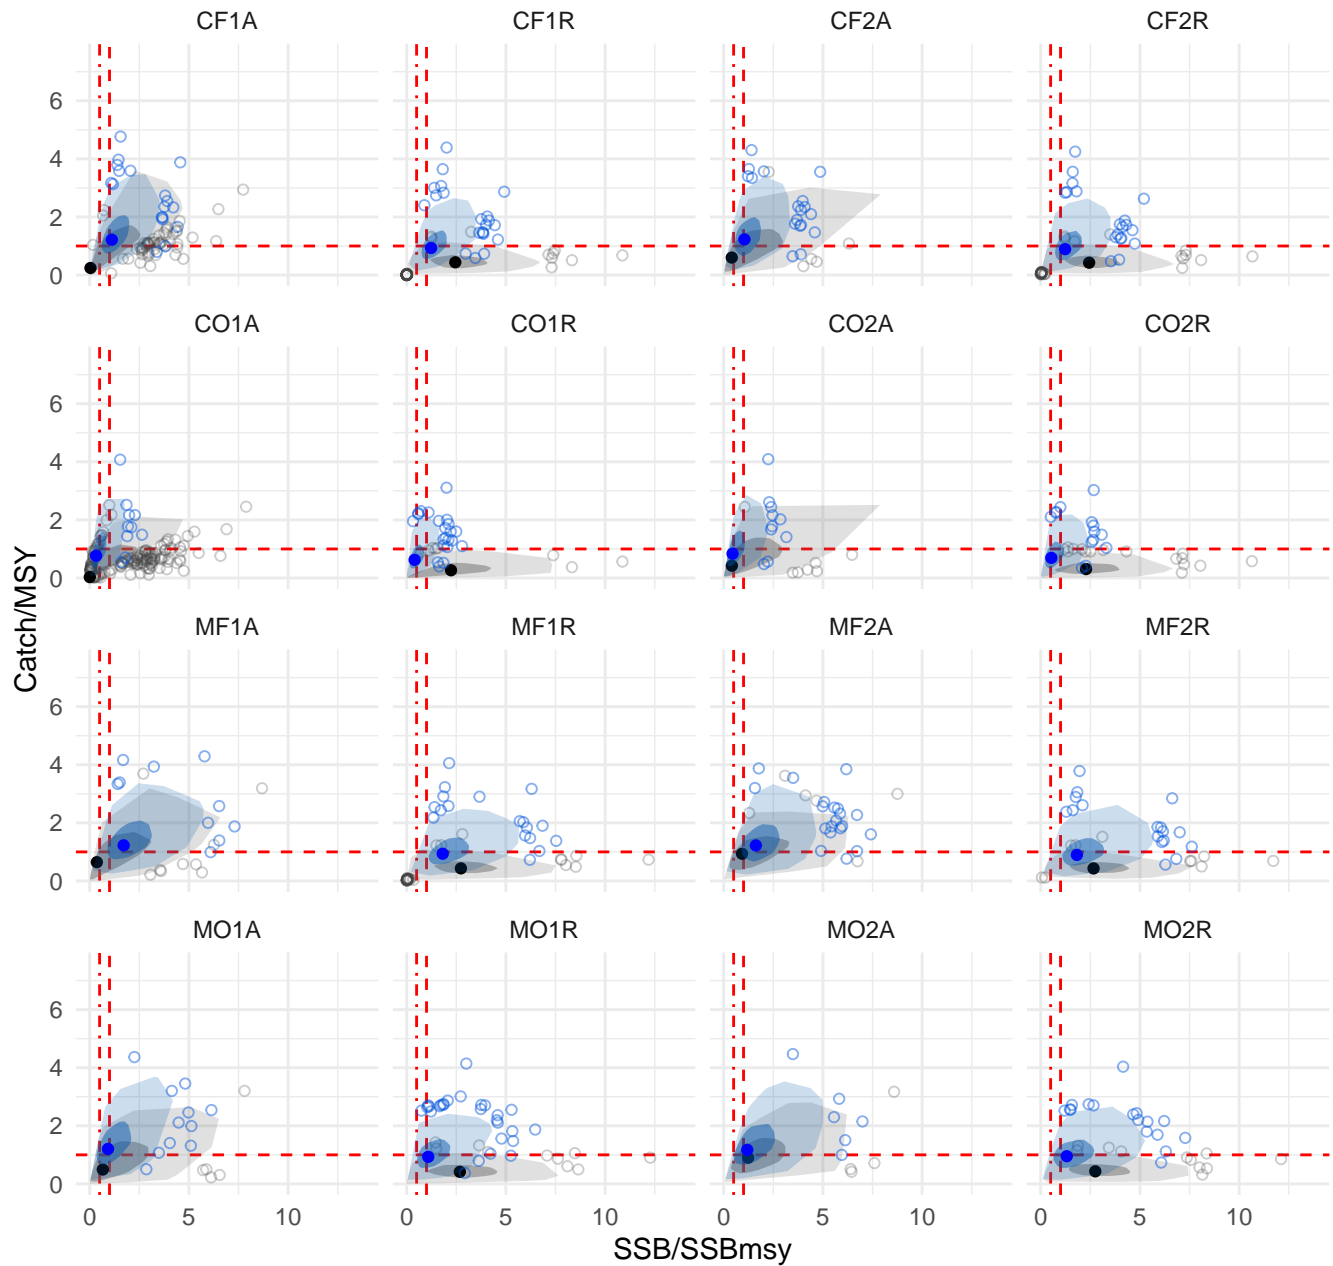 CF1A CF1R CF2A CF2R
6
4
2
0
CO1A CO1R CO2A CO2R
6
4
2
0
MF1A MF1R MF2A MF2R
6
4
2
0
MO1A MO1R MO2A MO2R
6
4
2
0
0 5 10 0 5 10 0 5 10 0 5 10
SSB/SSBmsy
Catch/MSY